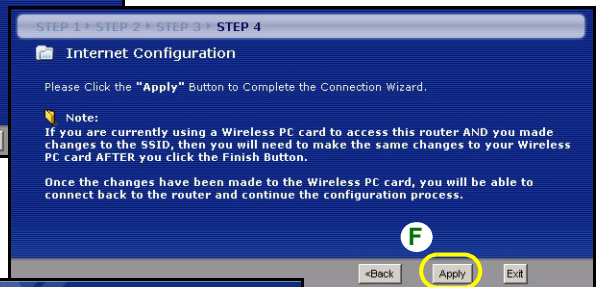 STEP 1 ▸ STEP 2 ▸ STEP 3 ▸ STEP 4
Internet Configuration
Please Click the "Apply" Button to Complete the Connection Wizard.
Note:
If you are currently using a Wireless PC card to access this router AND you made
changes to the SSID, then you will need to make the same changes to your Wireless
PC card AFTER you click the Finish Button.
Once the changes have been made to the Wireless PC card, you will be able to
connect back to the router and continue the configuration process.
F
<Back Apply Exit